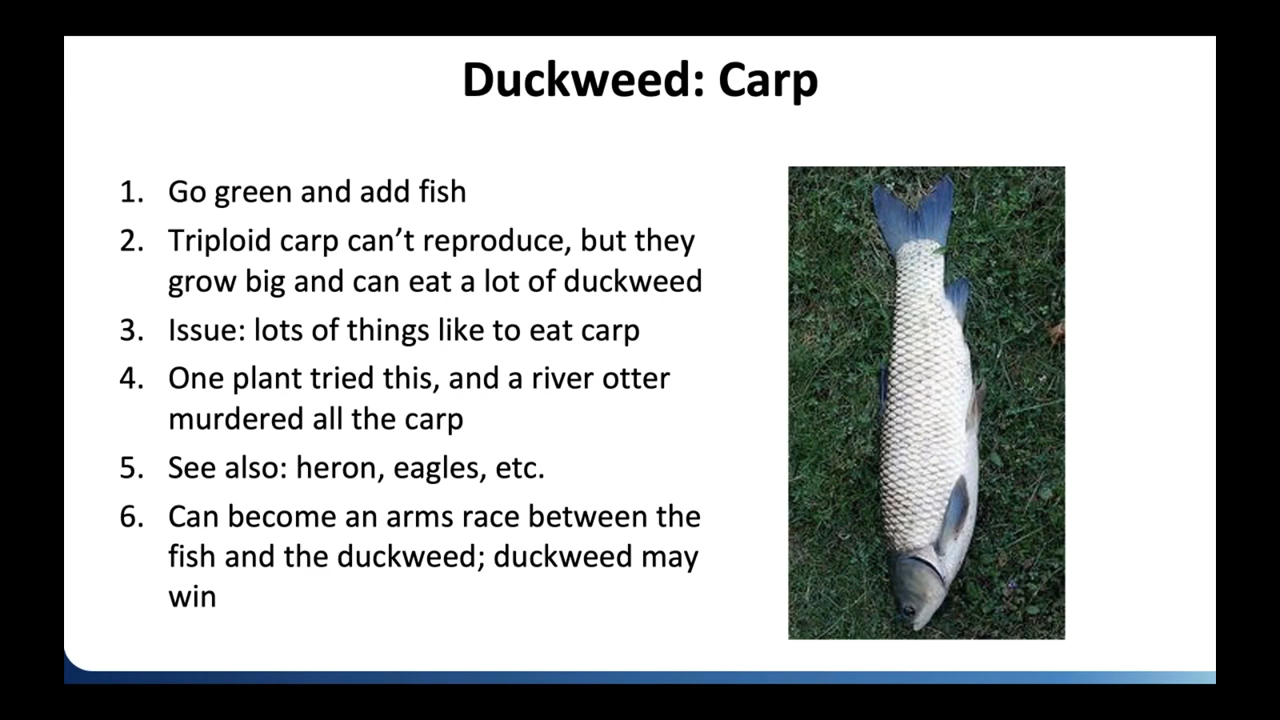 Duckweed: Carp
1. Go green and add fish
2. Triploid carp can’t reproduce, but they
grow big and can eat a lot of duckweed
3. Issue: lots of things like to eat carp
4. One plant tried this, and a river otter
murdered all the carp
5. See also: heron, eagles, etc.
6. Can become an arms race between the
fish and the duckweed; duckweed may
win